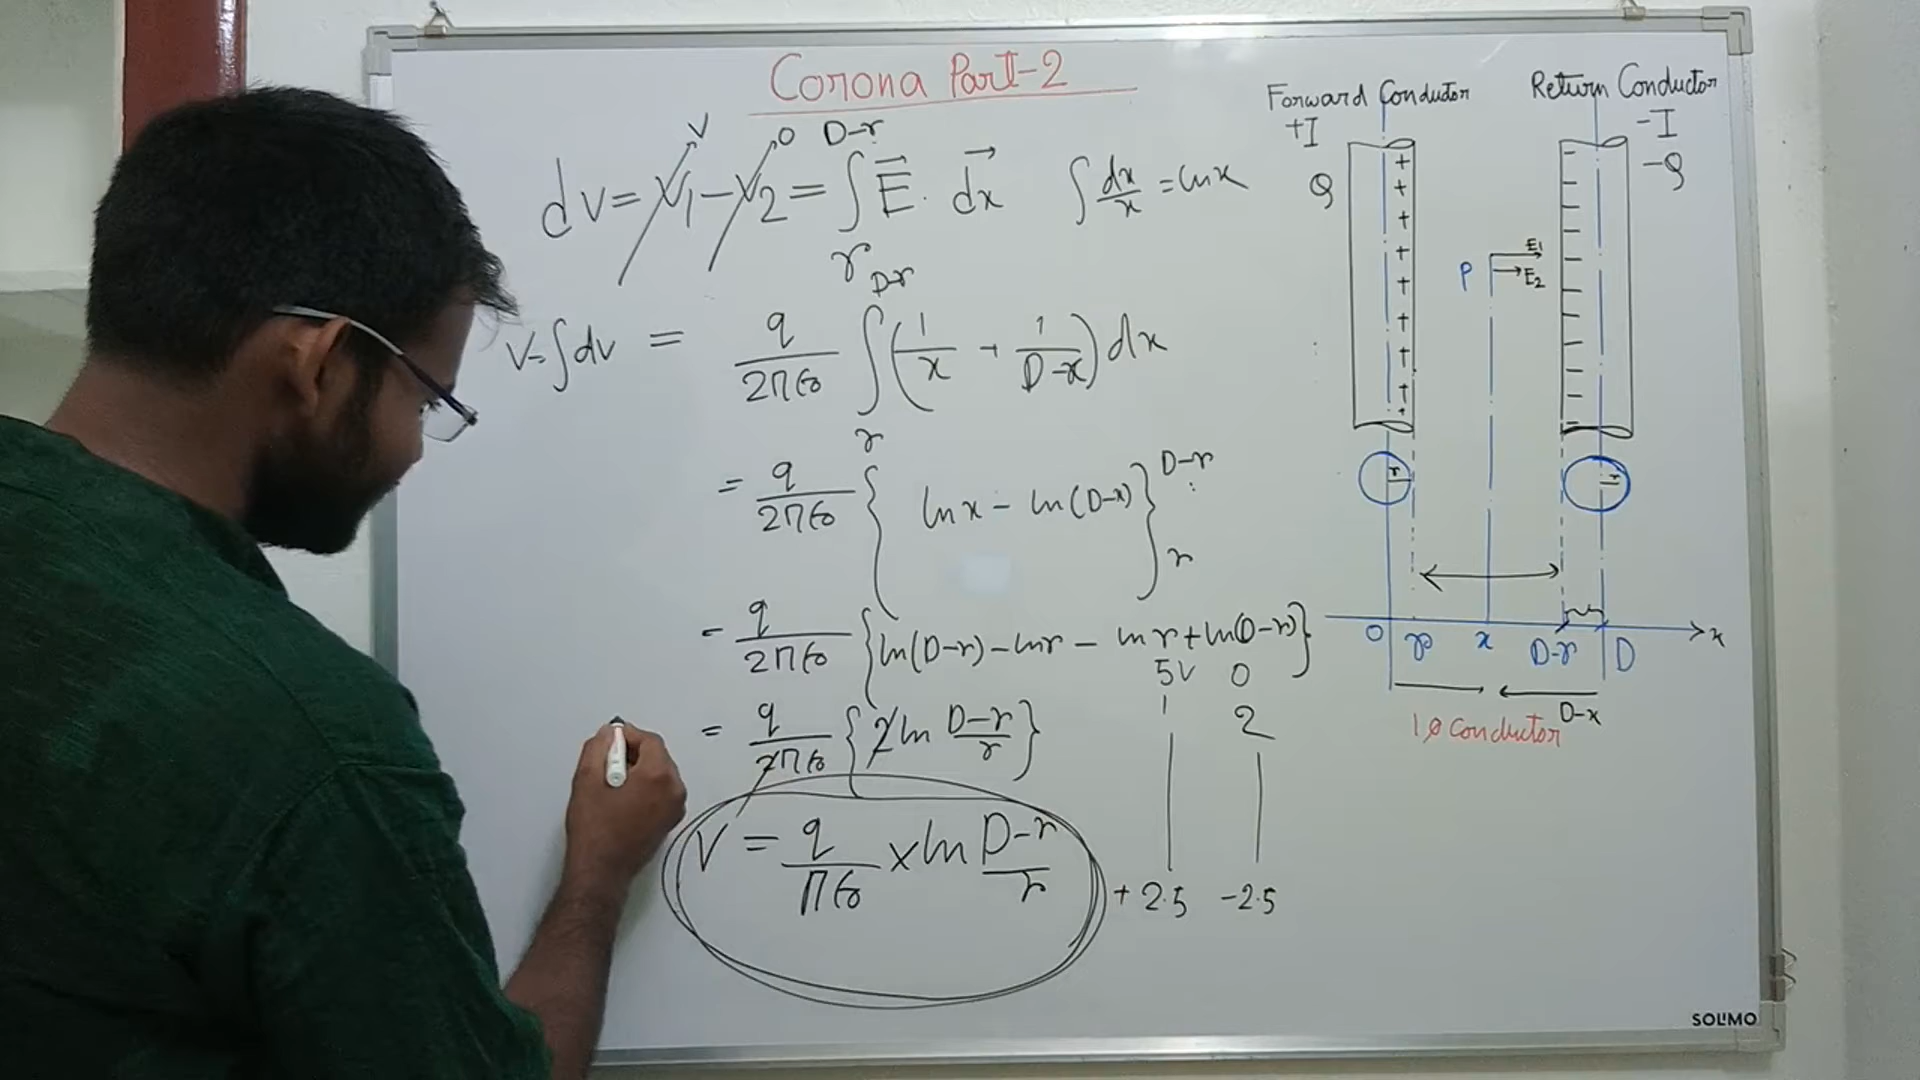 Corona Part-2
dv = V1 - V2 = ∫ E⃗ . dx⃗    ∫ dx/x = ln x
V    0    D-r
r
V = ∫dv = q/2πϵ0 ∫ (1/x + 1/D-x) dx
D-r
r
= q/2πϵ0 { ln x - ln(D-x) }
D-r
r
= q/2πϵ0 { ln(D-r) - ln r - ln r + ln(D-r) }
= q/2πϵ0 { 2 ln D-r/r }
V = q/πϵ0 x ln D-r/r
5V 0
1 2
+2.5 -2.5
Forward Conductor
+I
Q
+ + + + + + + + +
Return Conductor
-I
-Q
P
E1
E2
r
r
0 r x D-r D x
D-x
1ϕ Conductor
SOLIMO